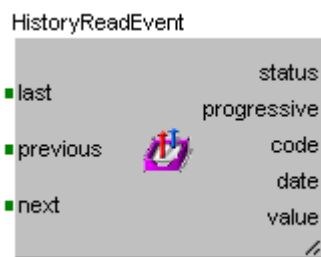 HistoryReadEvent
status
last
progressive
previous
code
date
next
value